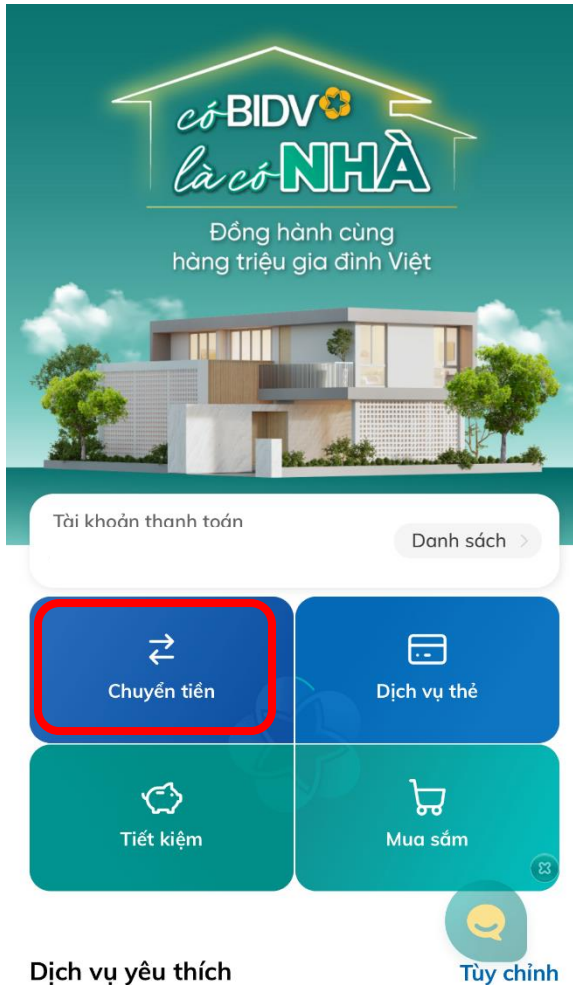 có BIDV
là có NHÀ
Đồng hành cùng
hàng triệu gia đình Việt
Tài khoản thanh toán
Danh sách
Chuyển tiền
Dịch vụ thẻ
Tiết kiệm
Mua sắm
Dịch vụ yêu thích
Tùy chỉnh